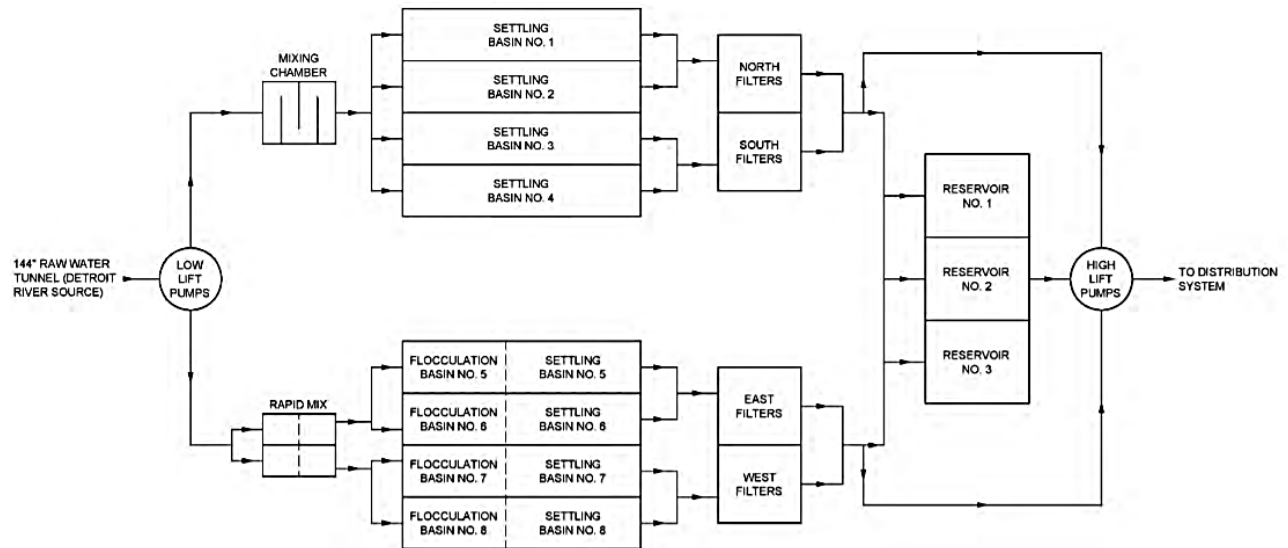 MIXING
CHAMBER
SETTLING
BASIN NO. 1
SETTLING
BASIN NO. 2
SETTLING
BASIN NO. 3
SETTLING
BASIN NO. 4
NORTH
FILTERS
SOUTH
FILTERS
144" RAW WATER
TUNNEL (DETROIT
RIVER SOURCE)
LOW
LIFT
PUMPS
RESERVOIR
NO. 1
RESERVOIR
NO. 2
RESERVOIR
NO. 3
HIGH
LIFT
PUMPS
TO DISTRIBUTION
SYSTEM
RAPID MIX
FLOCCULATION
BASIN NO. 5
SETTLING
BASIN NO. 5
FLOCCULATION
BASIN NO. 6
SETTLING
BASIN NO. 6
FLOCCULATION
BASIN NO. 7
SETTLING
BASIN NO. 7
FLOCCULATION
BASIN NO. 8
SETTLING
BASIN NO. 8
EAST
FILTERS
WEST
FILTERS